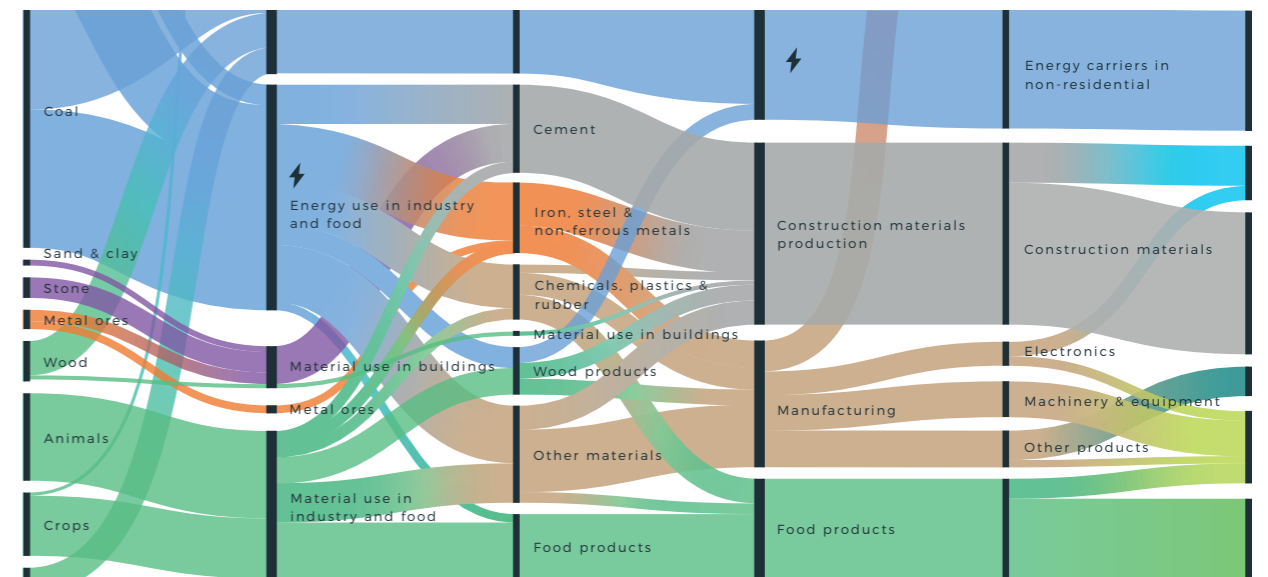 Coal
Sand & clay
Stone
Metal ores
Wood
Animals
Crops
Energy use in industry
and food
Material use in buildings
Metal ores
Material use in
industry and food
Cement
Iron, steel &
non-ferrous metals
Chemicals, plastics &
rubber
Material use in buildings
Wood products
Other materials
Food products
Construction materials
production
Manufacturing
Food products
Energy carriers in
non-residential
Construction materials
Electronics
Machinery & equipment
Other products